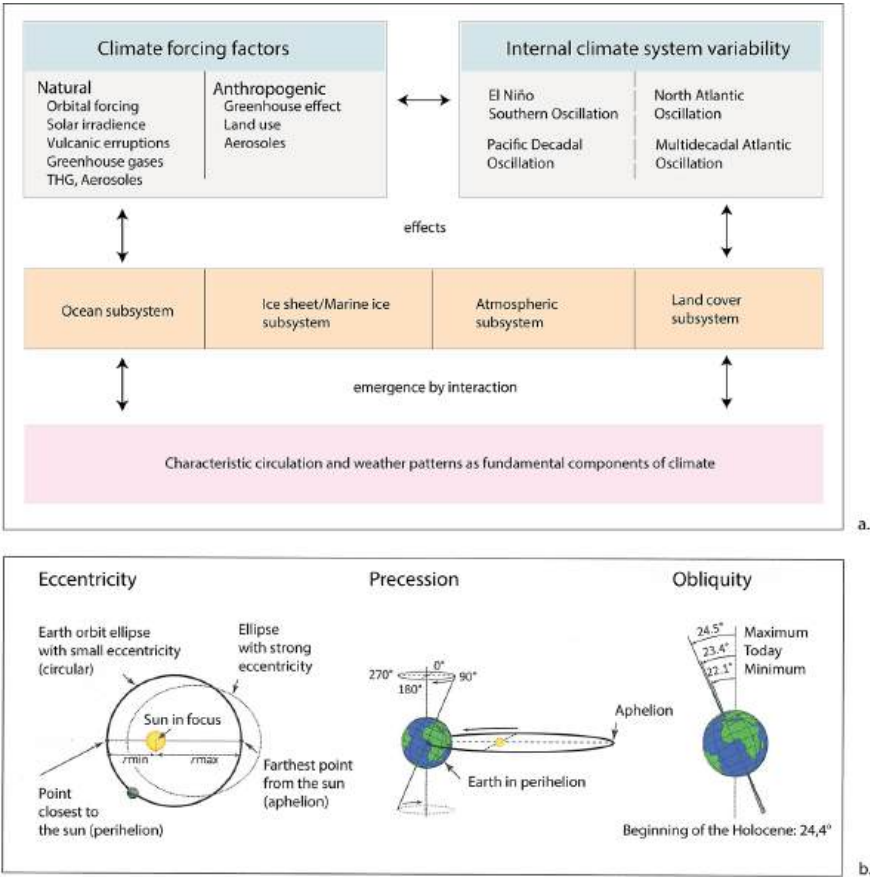 Climate forcing factors
Natural
Orbital forcing
Solar irradience
Vulcanic erruptions
Greenhouse gases
THG, Aerosoles
Anthropogenic
Greenhouse effect
Land use
Aerosoles
Internal climate system variability
El Niño
Southern Oscillation
Pacific Decadal
Oscillation
North Atlantic
Oscillation
Multidecadal Atlantic
Oscillation
effects
Ocean subsystem
Ice sheet/Marine ice
subsystem
Atmospheric
subsystem
Land cover
subsystem
emergence by interaction
Characteristic circulation and weather patterns as fundamental components of climate
a.
Eccentricity
Earth orbit ellipse
with small eccentricity
(circular)
Ellipse
with strong
eccentricity
Sun in focus
rmin
rmax
Point
closest to
the sun (perihelion)
Farthest point
from the sun
(aphelion)
Precession
0°
270°
90°
180°
Aphelion
Earth in perihelion
Obliquity
24.5° Maximum
23.4° Today
22.1° Minimum
Beginning of the Holocene: 24,4°
b.